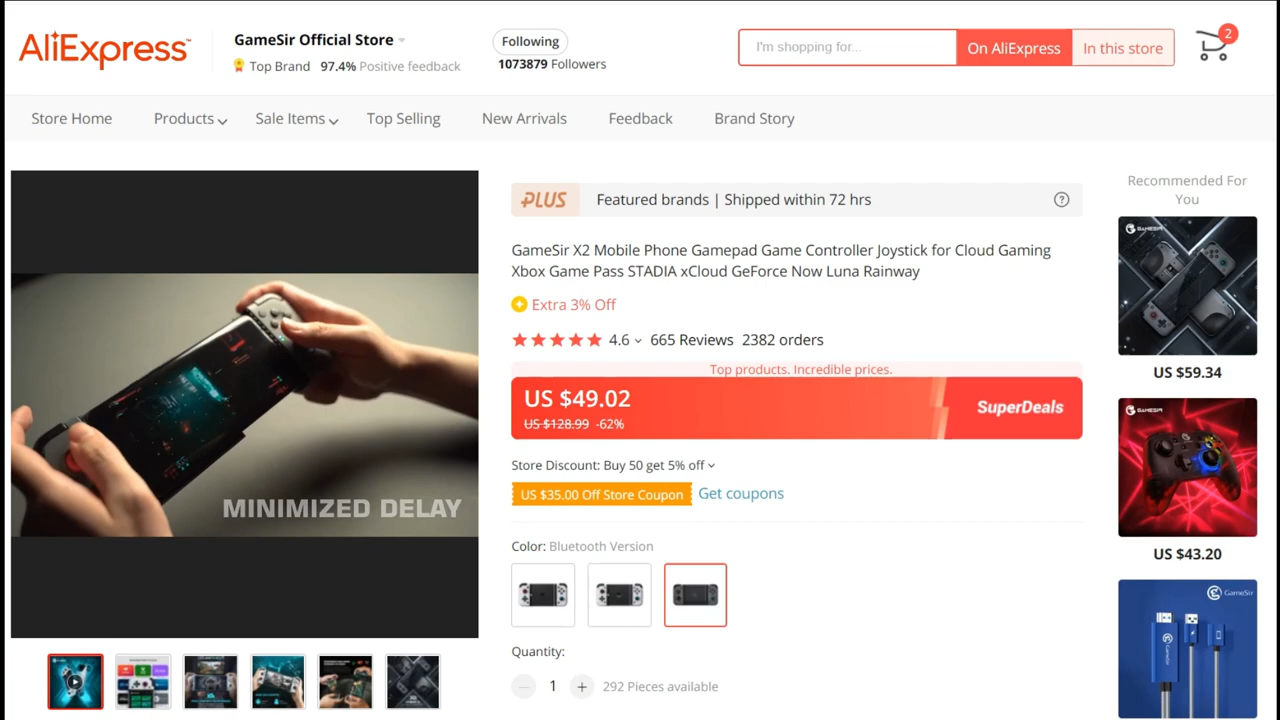 AliExpress
GameSir Official Store
Top Brand 97.4% Positive feedback
Following
1073879 Followers
I'm shopping for...
On AliExpress
In this store
2
Store Home
Products
Sale Items
Top Selling
New Arrivals
Feedback
Brand Story
MINIMIZED DELAY
PLUS
Featured brands | Shipped within 72 hrs
?
GameSir X2 Mobile Phone Gamepad Game Controller Joystick for Cloud Gaming
Xbox Game Pass STADIA xCloud GeForce Now Luna Rainway
Extra 3% Off
4.6
665 Reviews
2382 orders
Top products. Incredible prices.
US $49.02
US $128.99 -62%
SuperDeals
Store Discount: Buy 50 get 5% off
US $35.00 Off Store Coupon
Get coupons
Color: Bluetooth Version
Quantity:
1
292 Pieces available
Recommended For
You
GAMESIR
US $59.34
GAMESIR
US $43.20
GameSir
GameSir